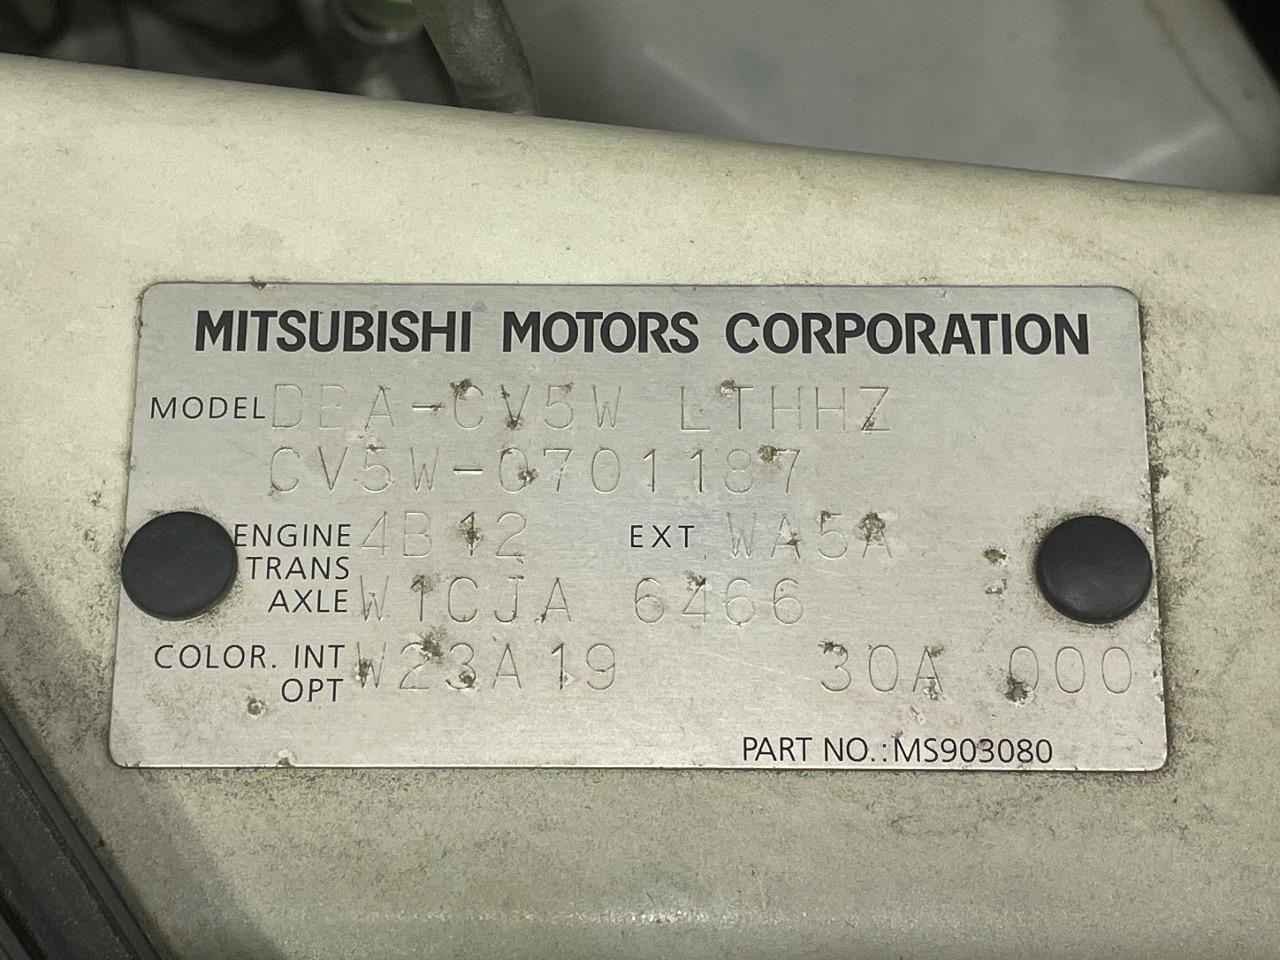 MITSUBISHI MOTORS CORPORATION
MODEL DBA-CV5W LTHHZ
CV5W-0701187
ENGINE 4B12 EXT WA5A
TRANS
AXLE W1CJA 6466
COLOR. INT
OPT W23A19 30A 000
PART NO.:MS903080